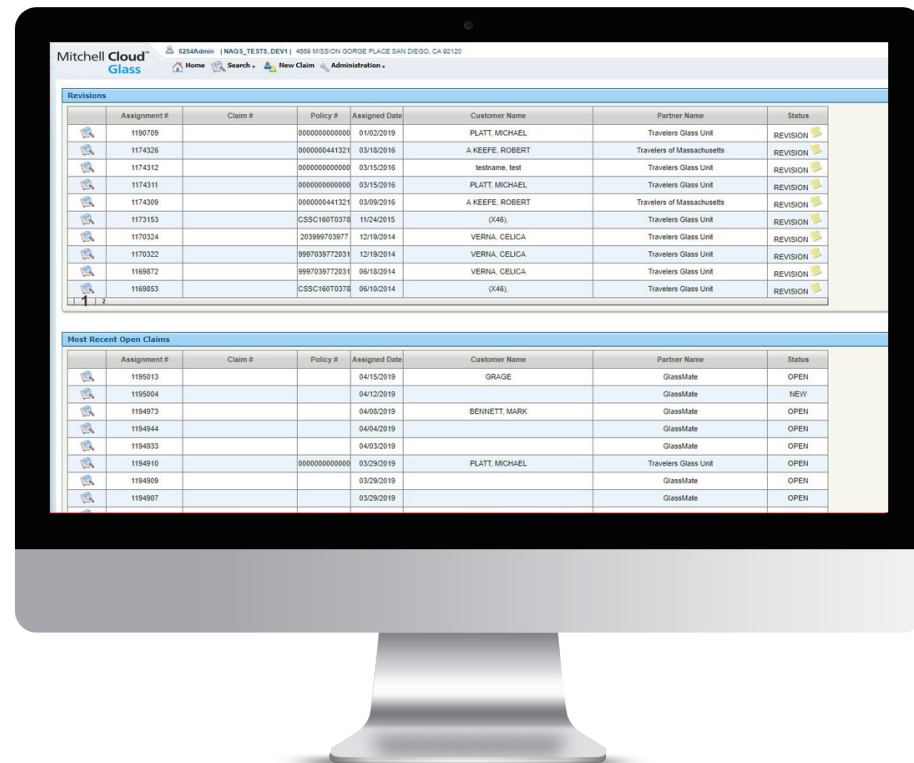 Mitchell Cloud™ Glass
6254Admin | NAGS_TESTS..DEV1 | 4569 MISSION GORGE PLACE SAN DIEGO, CA 92120
Home Search New Claim Administration
Revisions
Assignment # Claim # Policy # Assigned Date Customer Name Partner Name Status
1190709 0000000000000 01/02/2019 PLATT, MICHAEL Travelers Glass Unit REVISION
1174326 0000000441321 03/18/2016 A KEEFE, ROBERT Travelers of Massachusetts REVISION
1174312 0000000000000 03/15/2016 testname, test Travelers Glass Unit REVISION
1174311 0000000000000 03/15/2016 PLATT, MICHAEL Travelers Glass Unit REVISION
1174309 0000000441321 03/09/2016 A KEEFE, ROBERT Travelers of Massachusetts REVISION
1173153 CSSC160T0378 11/24/2015 (X46), Travelers Glass Unit REVISION
1170324 203999703977 12/19/2014 VERNA, CELICA Travelers Glass Unit REVISION
1170322 9997039772031 12/19/2014 VERNA, CELICA Travelers Glass Unit REVISION
1169872 9997039772031 06/18/2014 VERNA, CELICA Travelers Glass Unit REVISION
1169853 CSSC160T0378 06/10/2014 (X46), Travelers Glass Unit REVISION
| 1 | 2
Most Recent Open Claims
Assignment # Claim # Policy # Assigned Date Customer Name Partner Name Status
1195013 04/15/2019 GRAGE GlassMate OPEN
1195004 04/12/2019 GlassMate NEW
1194973 04/08/2019 BENNETT, MARK GlassMate OPEN
1194944 04/04/2019 GlassMate OPEN
1194933 04/03/2019 GlassMate OPEN
1194910 0000000000000 03/29/2019 PLATT, MICHAEL Travelers Glass Unit OPEN
1194909 03/29/2019 GlassMate OPEN
1194907 03/29/2019 GlassMate OPEN